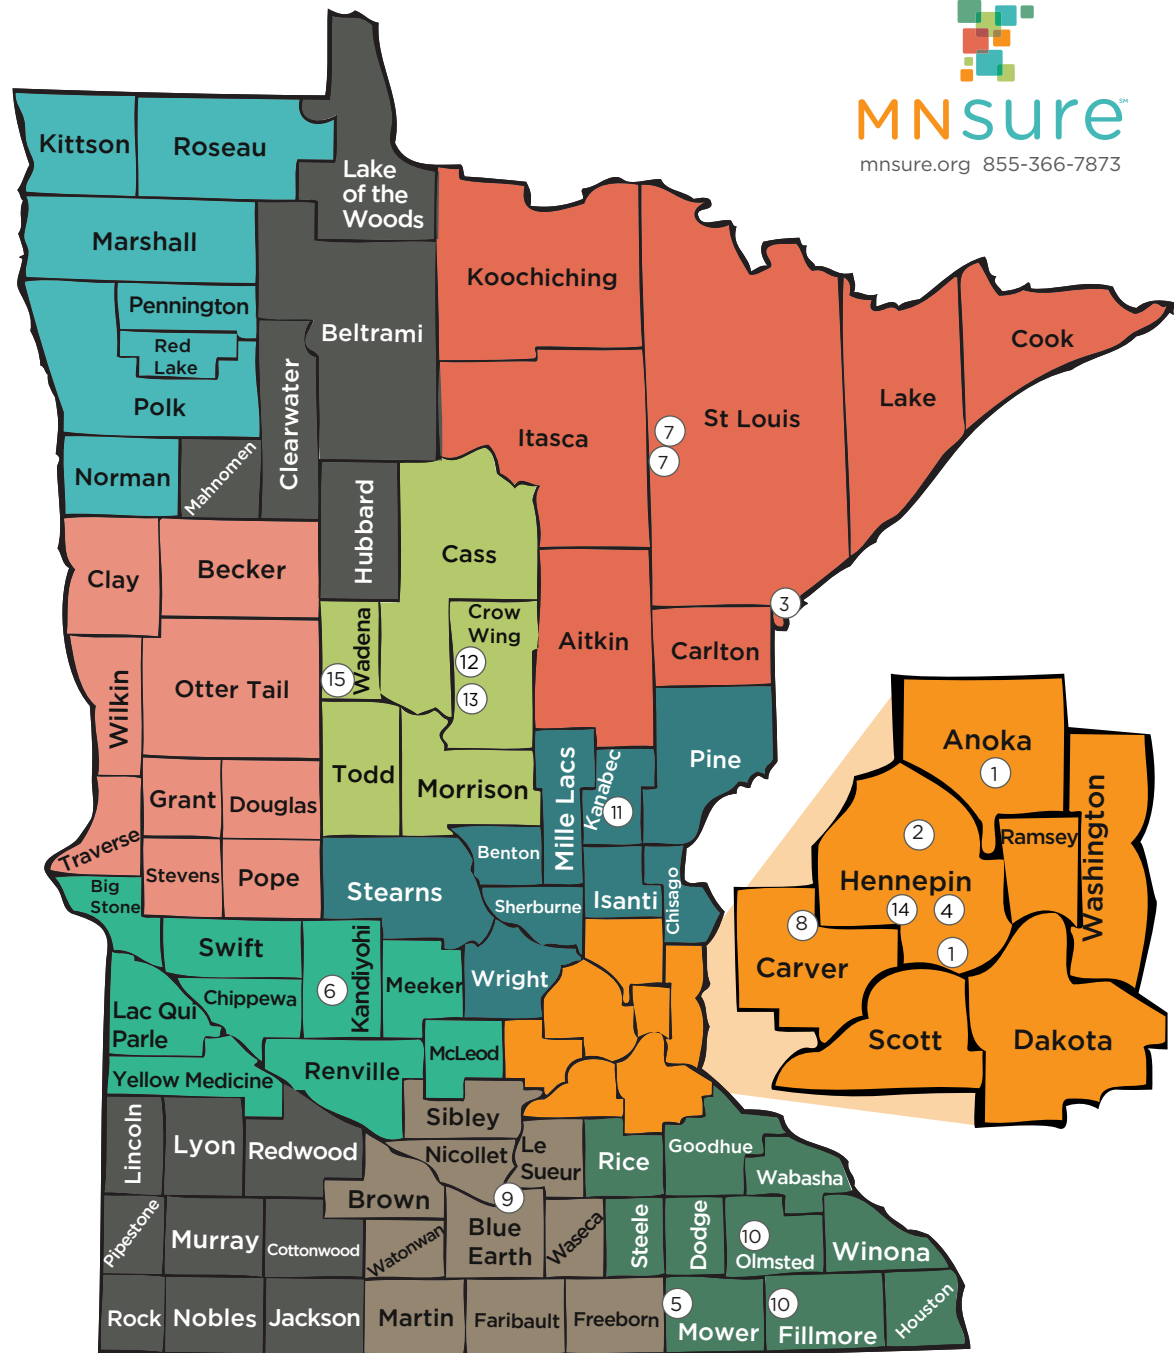 MNsure℠
mnsure.org 855-366-7873
Kittson
Roseau
Lake
of the
Woods
Marshall
Koochiching
Pennington
Beltrami
Red
Lake
Cook
Clearwater
Polk
Lake
St Louis
Itasca
7
7
Norman
Mahnomen
Hubbard
Cass
Clay
Becker
3
Crow
Wing
Wadena
Aitkin
Carlton
12
15
13
Wilkin
Otter Tail
Pine
Todd
Morrison
Mille Lacs
Kanabec
11
Grant
Douglas
Traverse
Stevens
Pope
Benton
Stearns
Sherburne
Isanti
Chisago
Big
Stone
Swift
Kandiyohi
6
Meeker
Wright
Chippewa
Lac Qui
Parle
McLeod
Yellow Medicine
Renville
Anoka
1
Washington
2
Ramsey
Hennepin
14
4
8
1
Carver
Scott
Dakota
Lincoln
Lyon
Redwood
Sibley
Nicollet
Le
Sueur
Rice
Goodhue
Wabasha
Brown
9
Pipestone
Murray
Cottonwood
Watonwan
Blue
Earth
Waseca
Steele
Dodge
10
Olmsted
Winona
Rock
Nobles
Jackson
Martin
Faribault
Freeborn
5
Mower
10
Fillmore
Houston